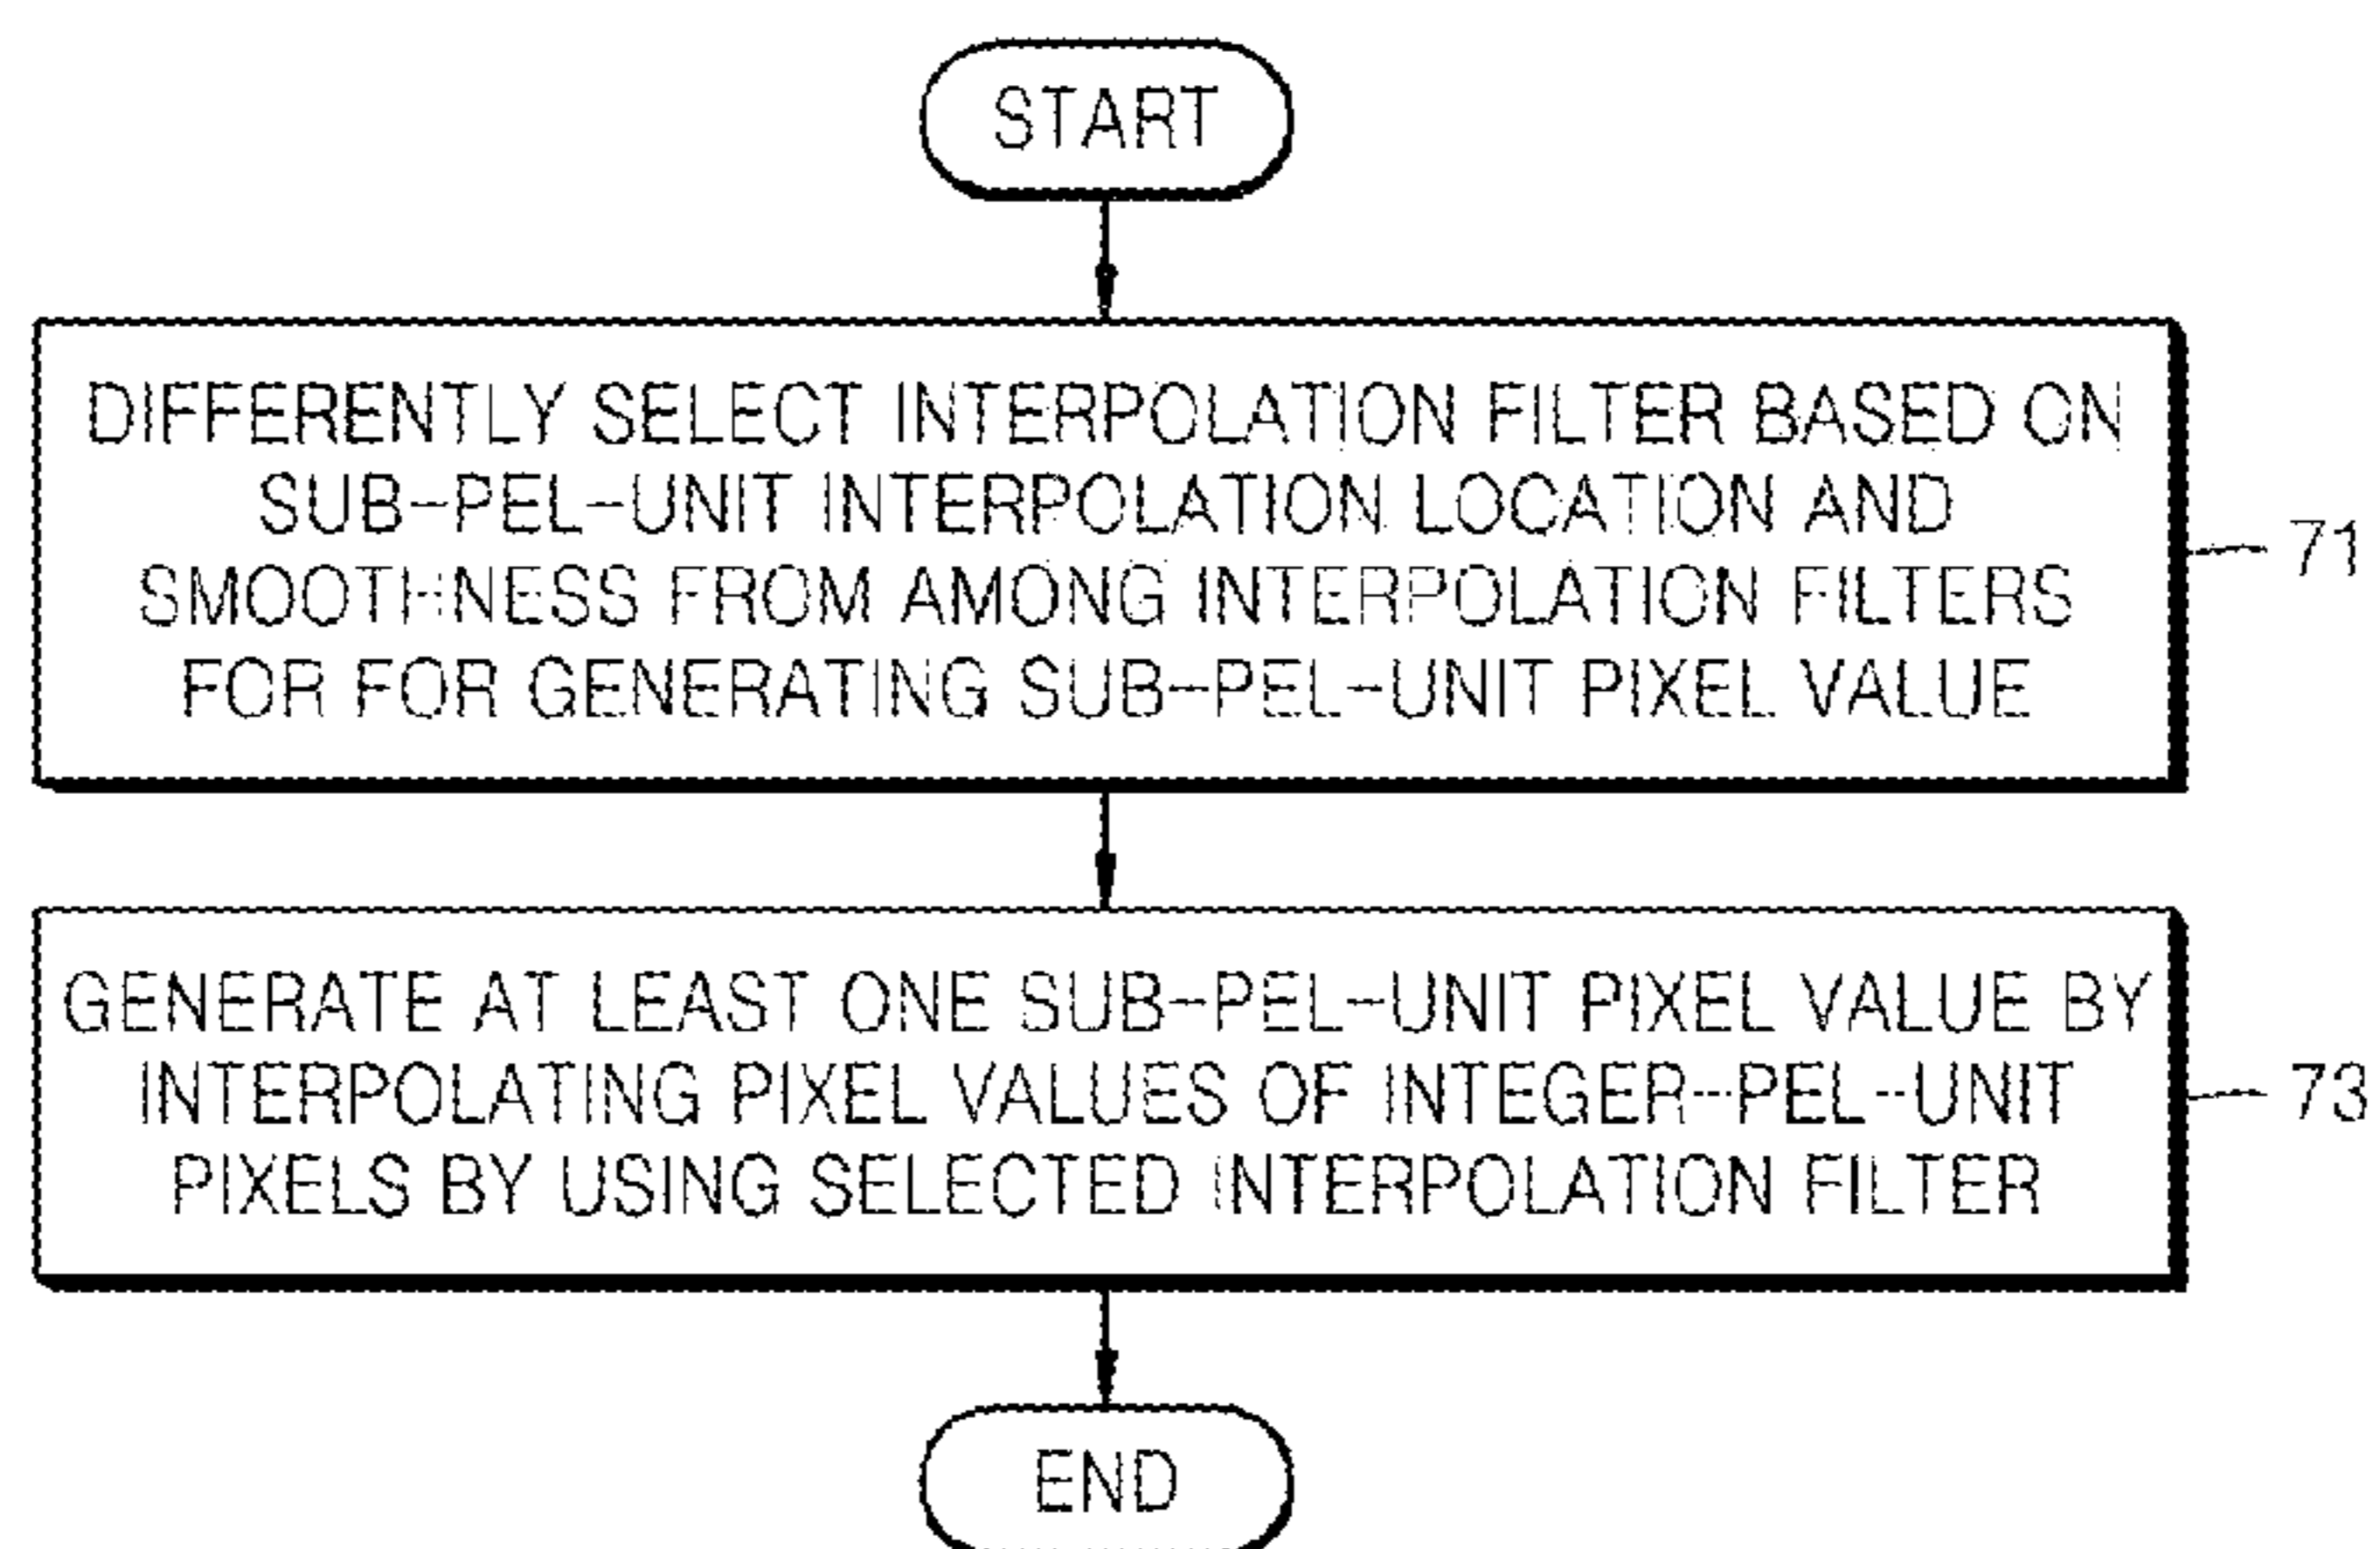 START
DIFFERENTLY SELECT INTERPOLATION FILTER BASED ON
SUB-PEL-UNIT INTERPOLATION LOCATION AND
SMOOTHNESS FROM AMONG INTERPOLATION FILTERS
FOR FOR GENERATING SUB-PEL-UNIT PIXEL VALUE
71
GENERATE AT LEAST ONE SUB-PEL-UNIT PIXEL VALUE BY
INTERPOLATING PIXEL VALUES OF INTEGER-PEL-UNIT
PIXELS BY USING SELECTED INTERPOLATION FILTER
73
END